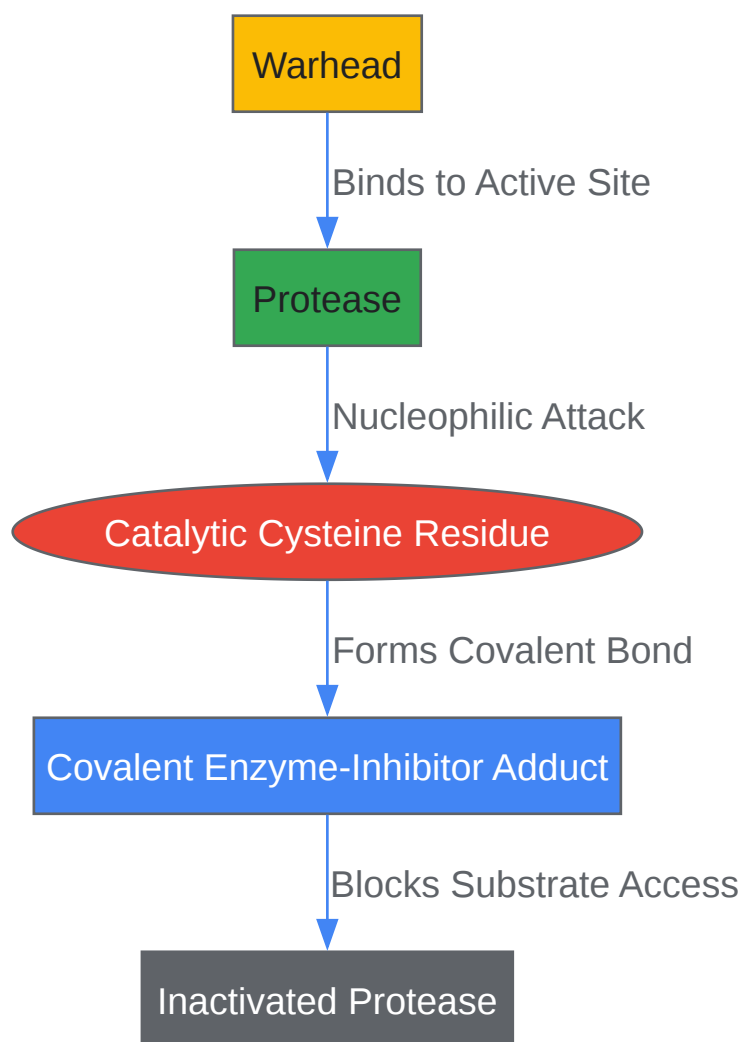 Warhead
Binds to Active Site
Protease
Nucleophilic Attack
Catalytic Cysteine Residue
Forms Covalent Bond
Covalent Enzyme-Inhibitor Adduct
Blocks Substrate Access
Inactivated Protease